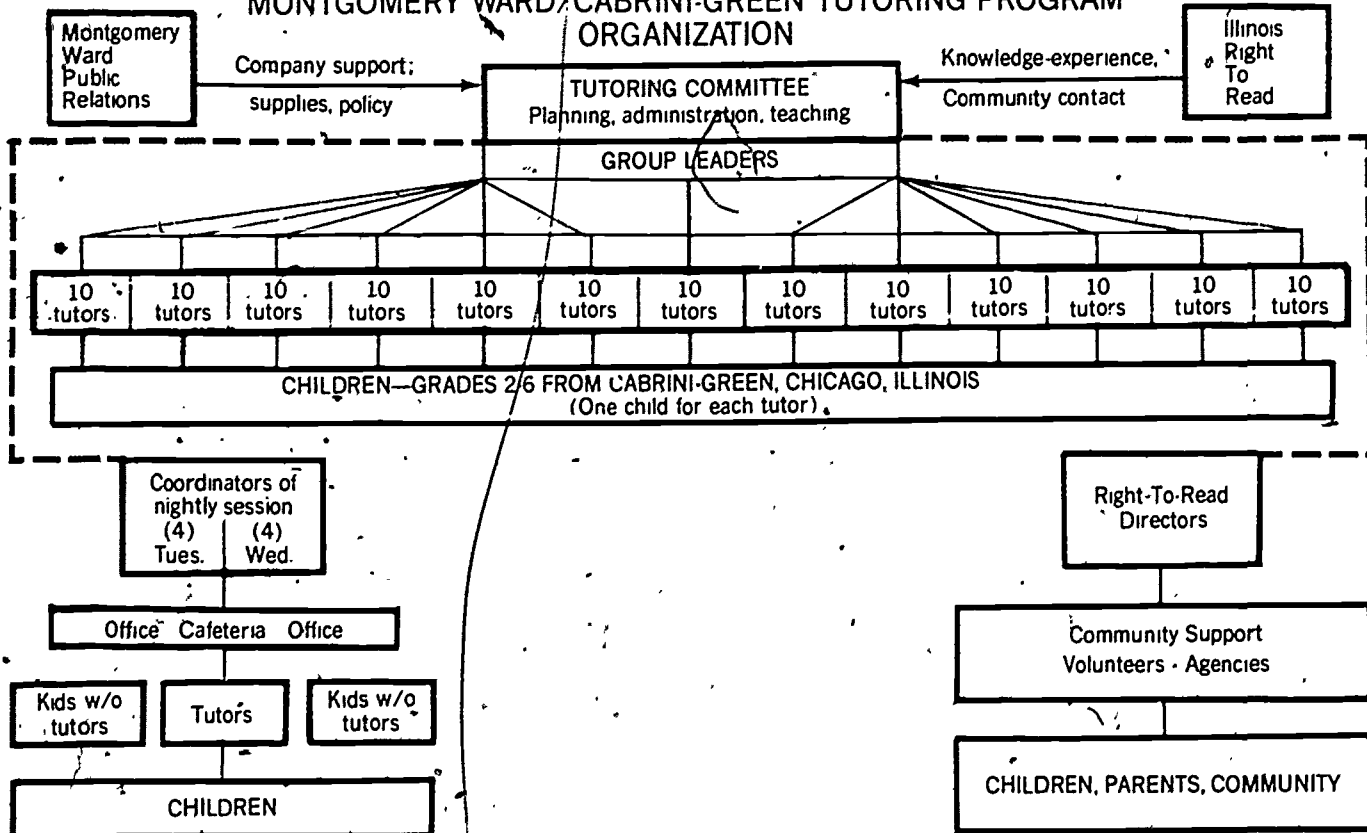 MONTGOMERY WARD/CABRINI-GREEN TUTORING PROGRAM
ORGANIZATION
Montgomery
Ward
Public
Relations
Company support;
supplies, policy
TUTORING COMMITTEE
Planning, administration, teaching
Knowledge-experience,
Community contact
Illinois
Right
To
Read
GROUP LEADERS
10 10 10 10 10 10 10 10 10 10 10 10 10
tutors tutors tutors tutors tutors tutors tutors tutors tutors tutors tutors tutors tutors
CHILDREN—GRADES 2-6 FROM CABRINI-GREEN, CHICAGO, ILLINOIS
(One child for each tutor)
Coordinators of
nightly session
(4) (4)
Tues. Wed.
Office Cafeteria Office
Kids w/o
tutors
Tutors
Kids w/o
tutors
CHILDREN
Right-To-Read
Directors
Community Support
Volunteers - Agencies
CHILDREN, PARENTS, COMMUNITY